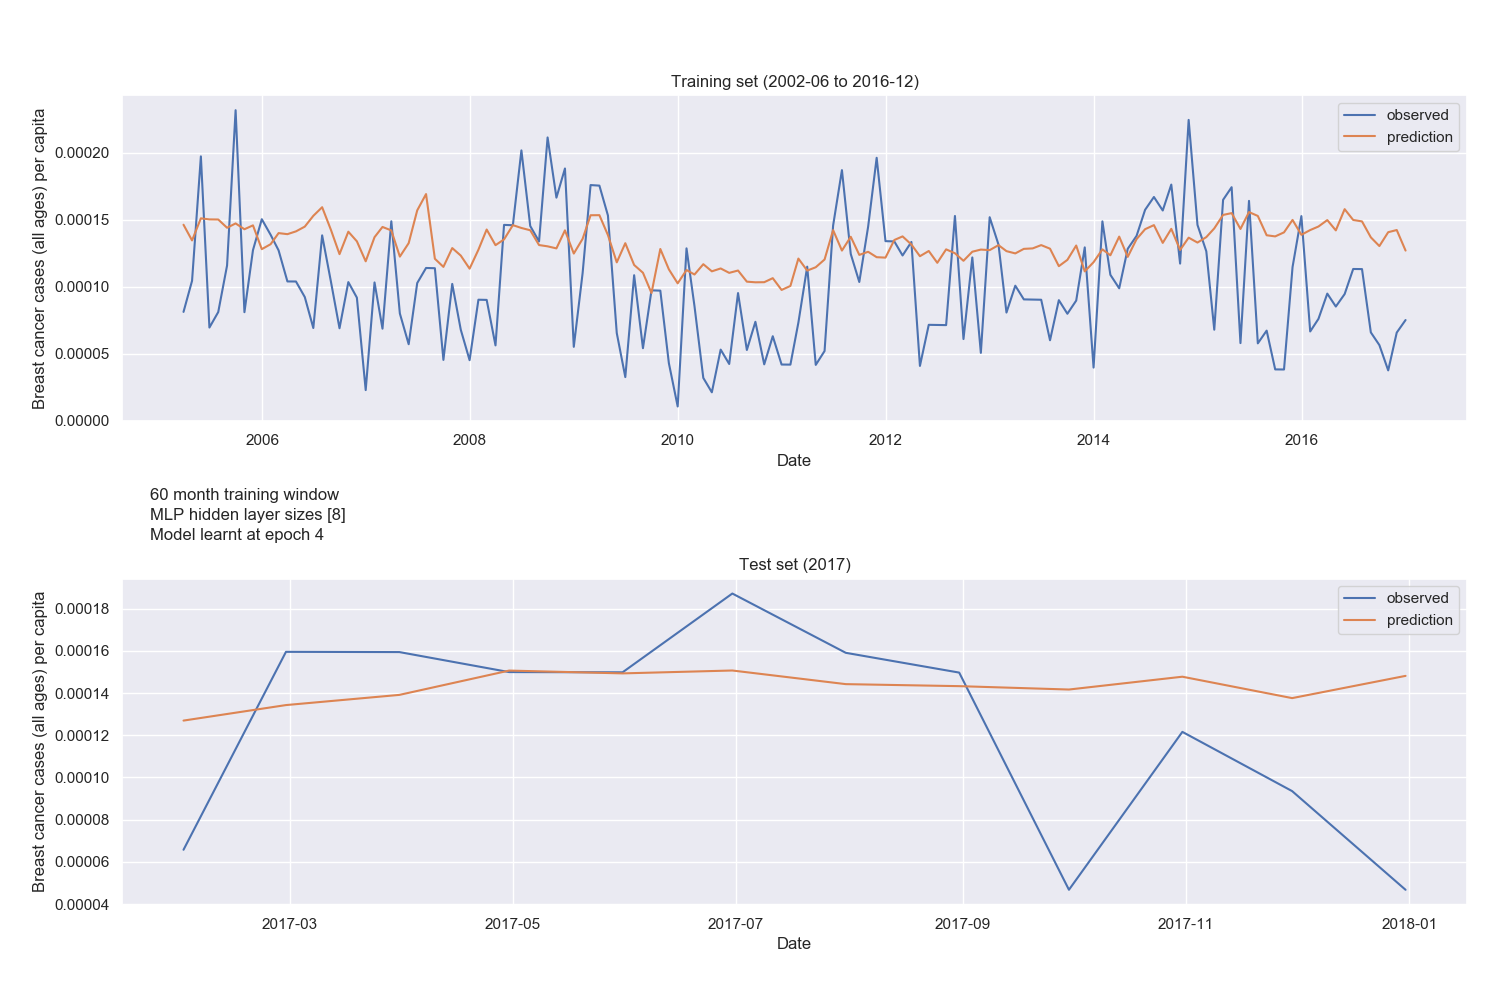 Training set (2002-06 to 2016-12)
Breast cancer cases (all ages) per capita
observed
prediction
0.00020
0.00015
0.00010
0.00005
0.00000
2006 2008 2010 2012 2014 2016
Date
60 month training window
MLP hidden layer sizes [8]
Model learnt at epoch 4
Test set (2017)
Breast cancer cases (all ages) per capita
observed
prediction
0.00018
0.00016
0.00014
0.00012
0.00010
0.00008
0.00006
0.00004
2017-03 2017-05 2017-07 2017-09 2017-11 2018-01
Date